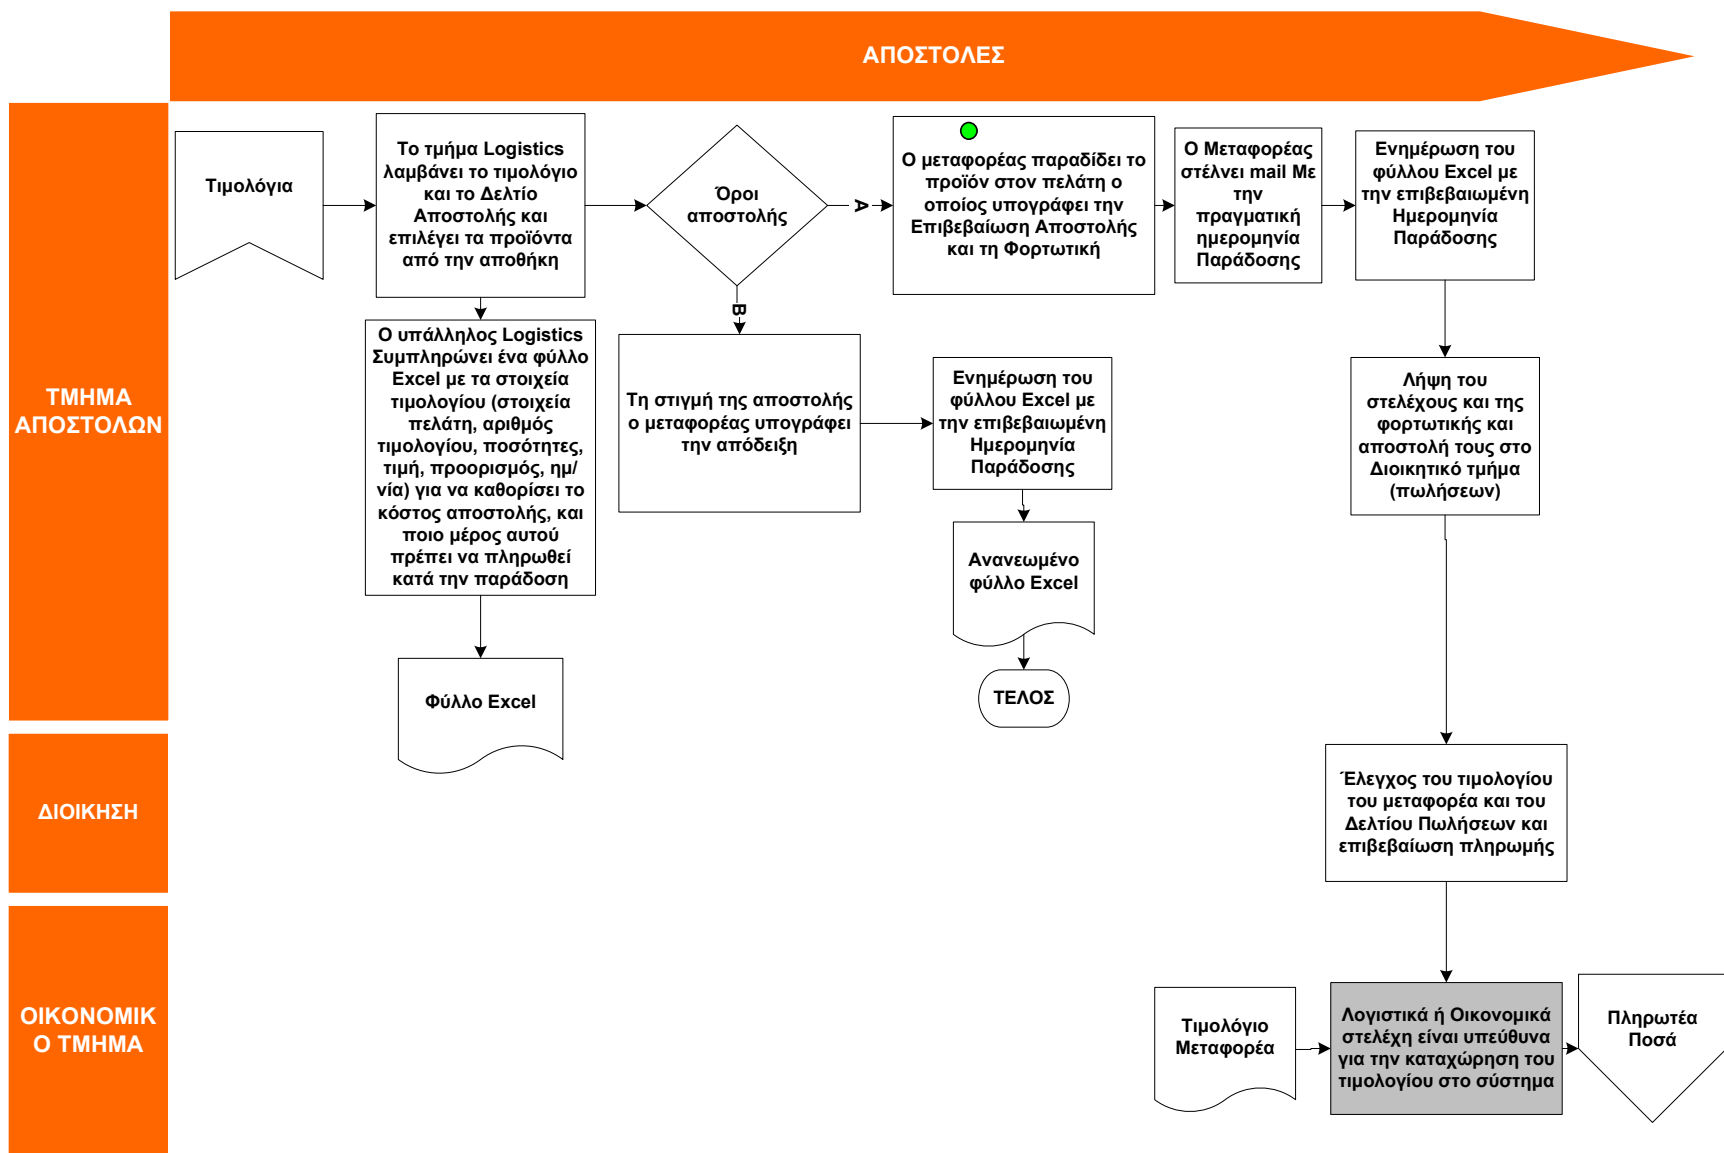 ΑΠΟΣΤΟΛΕΣ
ΤΜΗΜΑ
ΑΠΟΣΤΟΛΩΝ
Τιμολόγια
Το τμήμα Logistics
λαμβάνει το τιμολόγιο
και το Δελτίο
Αποστολής και
επιλέγει τα προϊόντα
από την αποθήκη
Όροι
αποστολής
A
Ο μεταφορέας παραδίδει το
προϊόν στον πελάτη ο
οποίος υπογράφει την
Επιβεβαίωση Αποστολής
και τη Φορτωτική
Ο Μεταφορέας
στέλνει mail Με
την
πραγματική
ημερομηνία
Παράδοσης
Ενημέρωση του
φύλλου Excel με
την επιβεβαιωμένη
Ημερομηνία
Παράδοσης
B
Ο υπάλληλος Logistics
Συμπληρώνει ένα φύλλο
Excel με τα στοιχεία
τιμολογίου (στοιχεία
πελάτη, αριθμός
τιμολογίου, ποσότητες,
τιμή, προορισμός, ημ/
νία) για να καθορίσει το
κόστος αποστολής, και
ποιο μέρος αυτού
πρέπει να πληρωθεί
κατά την παράδοση
Τη στιγμή της αποστολής
ο μεταφορέας υπογράφει
την απόδειξη
Ενημέρωση του
φύλλου Excel με
την επιβεβαιωμένη
Ημερομηνία
Παράδοσης
Λήψη του
στελέχους και της
φορτωτικής και
αποστολή τους στο
Διοικητικό τμήμα
(πωλήσεων)
Ανανεωμένο
φύλλο Excel
Φύλλο Excel
ΤΕΛΟΣ
ΔΙΟΙΚΗΣΗ
Έλεγχος του τιμολογίου
του μεταφορέα και του
Δελτίου Πωλήσεων και
επιβεβαίωση πληρωμής
ΟΙΚΟΝΟΜΙΚ
Ο ΤΜΗΜΑ
Τιμολόγιο
Μεταφορέα
Λογιστικά ή Οικονομικά
στελέχη είναι υπεύθυνα
για την καταχώρηση του
τιμολογίου στο σύστημα
Πληρωτέα
Ποσά